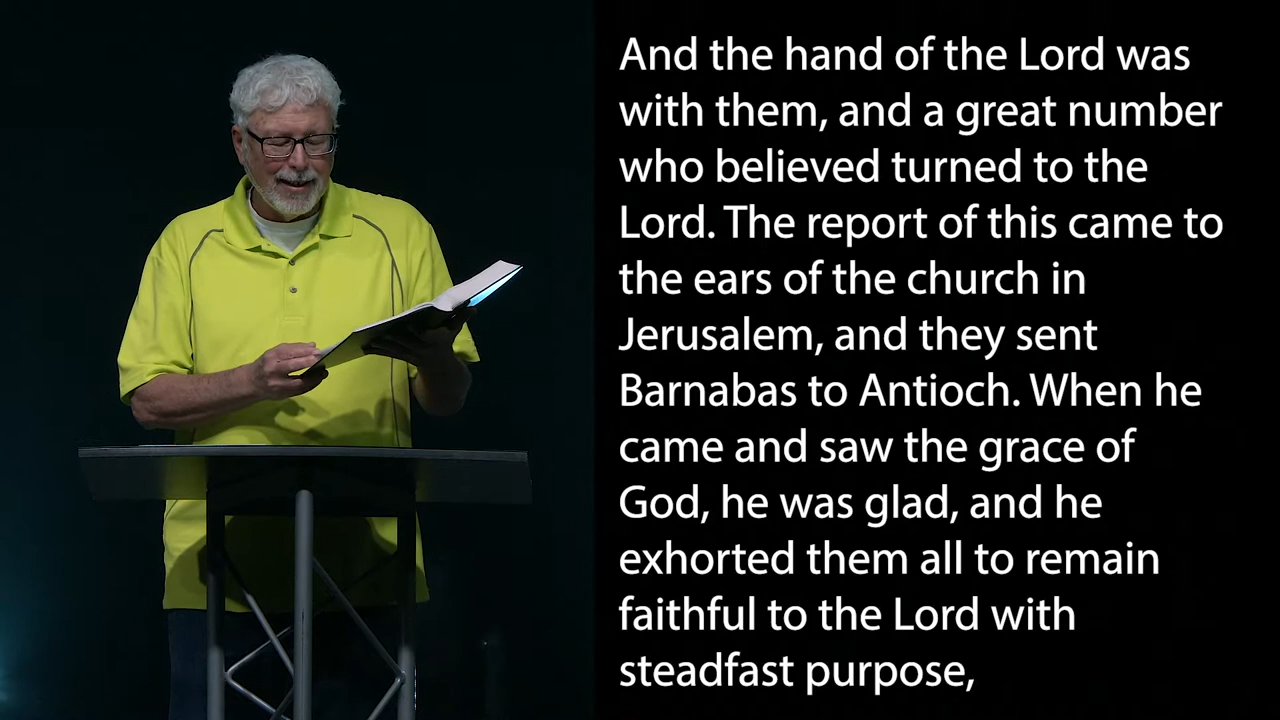 And the hand of the Lord was
with them, and a great number
who believed turned to the
Lord. The report of this came to
the ears of the church in
Jerusalem, and they sent
Barnabas to Antioch. When he
came and saw the grace of
God, he was glad, and he
exhorted them all to remain
faithful to the Lord with
steadfast purpose,